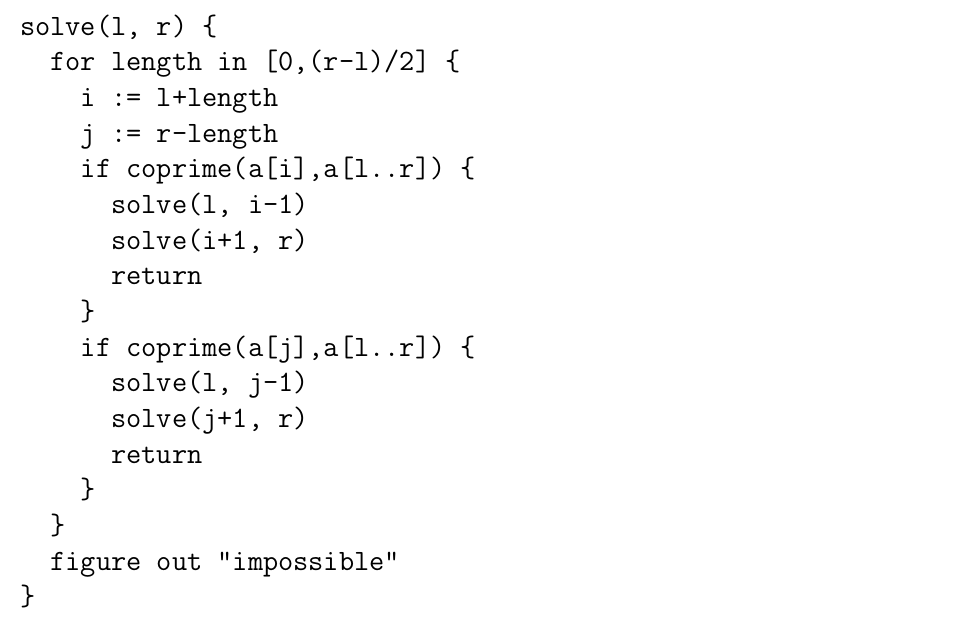 solve(l, r) {
  for length in [0,(r-l)/2] {
    i := l+length
    j := r-length
    if coprime(a[i],a[l..r]) {
      solve(l, i-1)
      solve(i+1, r)
      return
    }
    if coprime(a[j],a[l..r]) {
      solve(l, j-1)
      solve(j+1, r)
      return
    }
  }
  figure out "impossible"
}